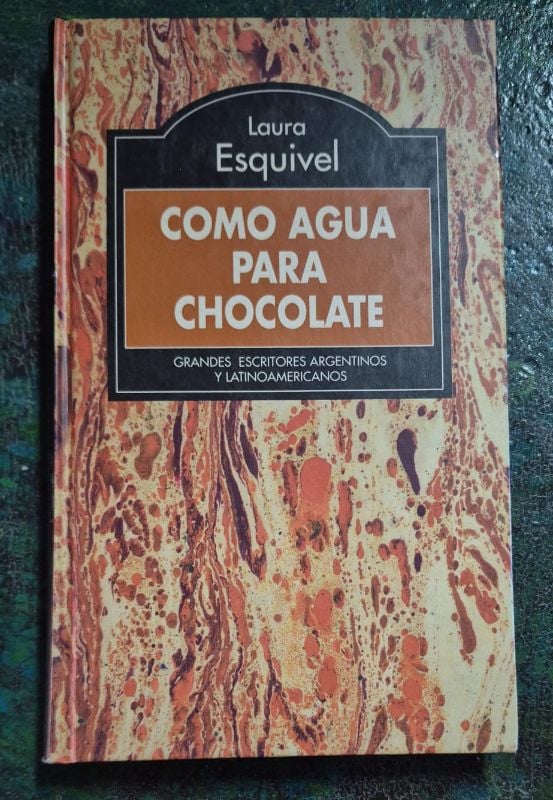 Laura
Esquivel
COMO AGUA
PARA
CHOCOLATE
GRANDES ESCRITORES ARGENTINOS
Y LATINOAMERICANOS